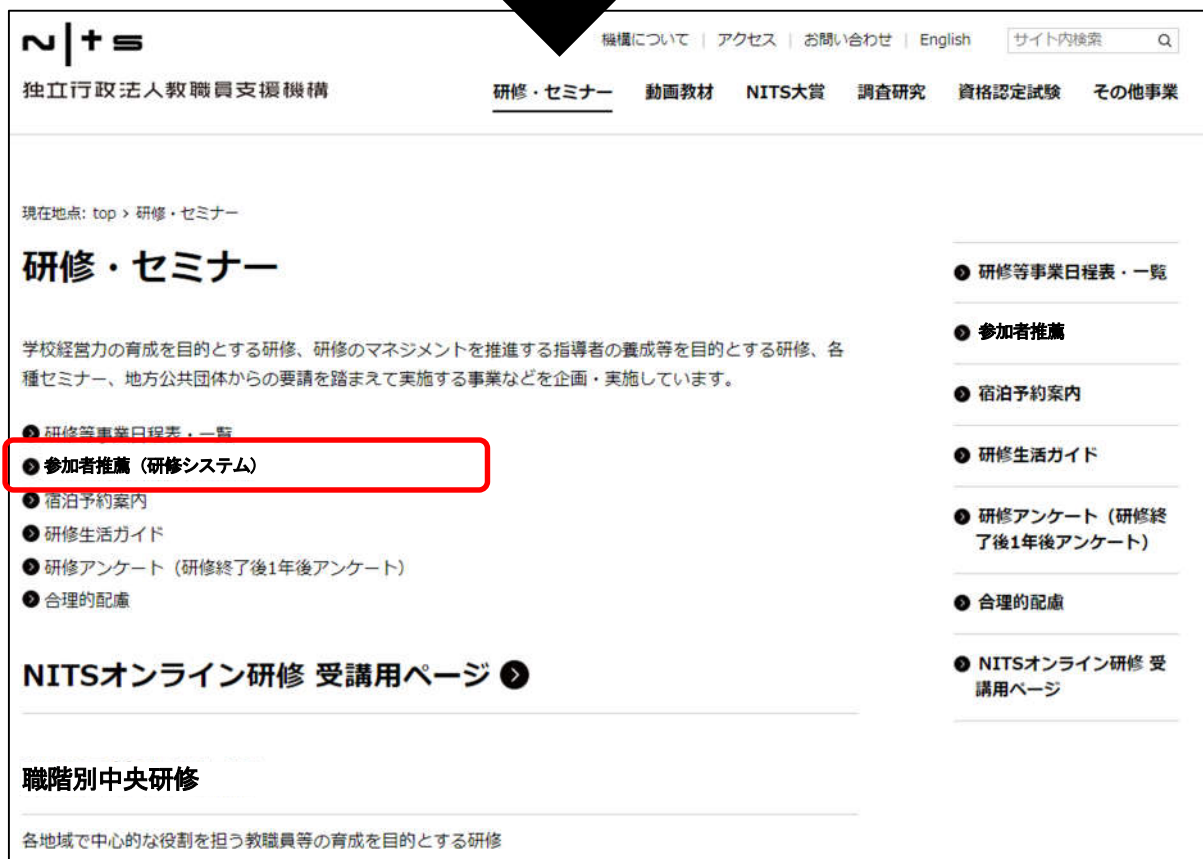 NITS
機構について | アクセス | お問い合わせ | English
サイト内検索
独立行政法人教職員支援機構
研修・セミナー 動画教材 NITS大賞 調査研究 資格認定試験 その他事業
現在地点: top › 研修・セミナー
研修・セミナー
学校経営力の育成を目的とする研修、研修のマネジメントを推進する指導者の養成等を目的とする研修、各
種セミナー、地方公共団体からの要請を踏まえて実施する事業などを企画・実施しています。
研修等事業日程表・一覧
参加者推薦（研修システム）
宿泊予約案内
研修生活ガイド
研修アンケート（研修終了後1年後アンケート）
合理的配慮
NITSオンライン研修 受講用ページ
職階別中央研修
各地域で中心的な役割を担う教職員等の育成を目的とする研修
研修等事業日程表・一覧
参加者推薦
宿泊予約案内
研修生活ガイド
研修アンケート（研修終
了後1年後アンケート）
合理的配慮
NITSオンライン研修 受
講用ページ